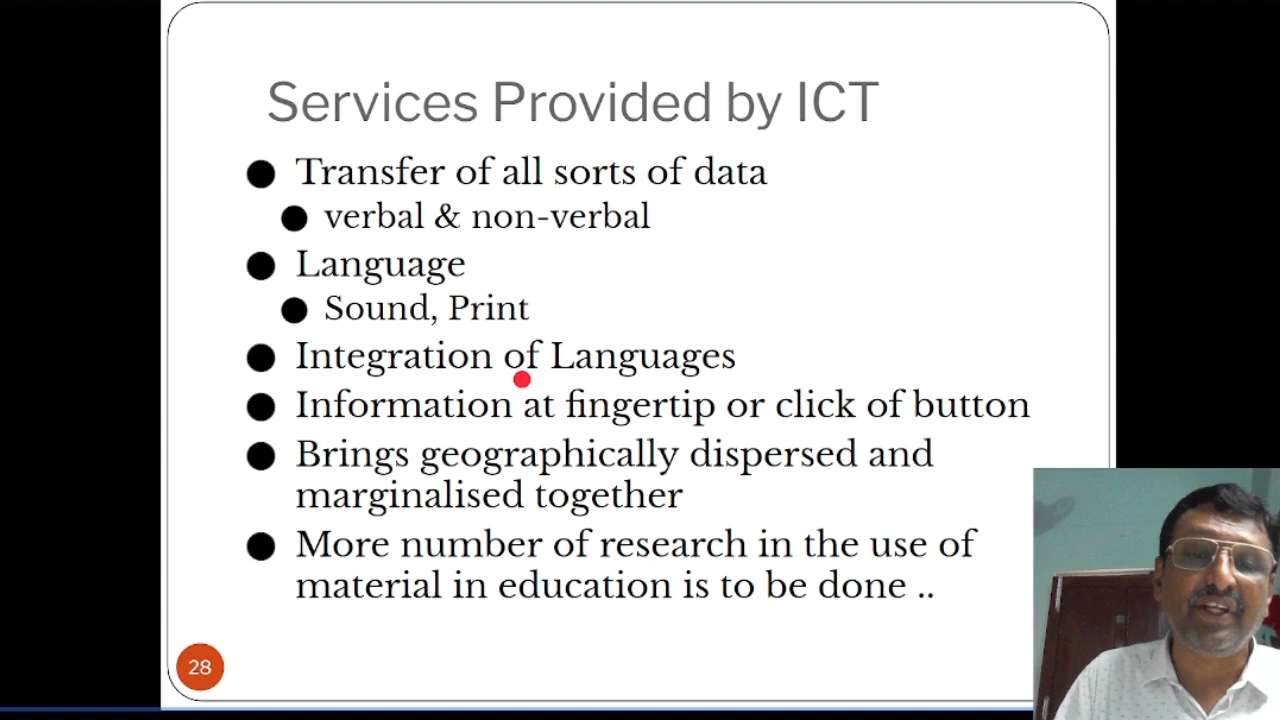 Services Provided by ICT
Transfer of all sorts of data
verbal & non-verbal
Language
Sound, Print
Integration of Languages
Information at fingertip or click of button
Brings geographically dispersed and
marginalised together
More number of research in the use of
material in education is to be done ..
28